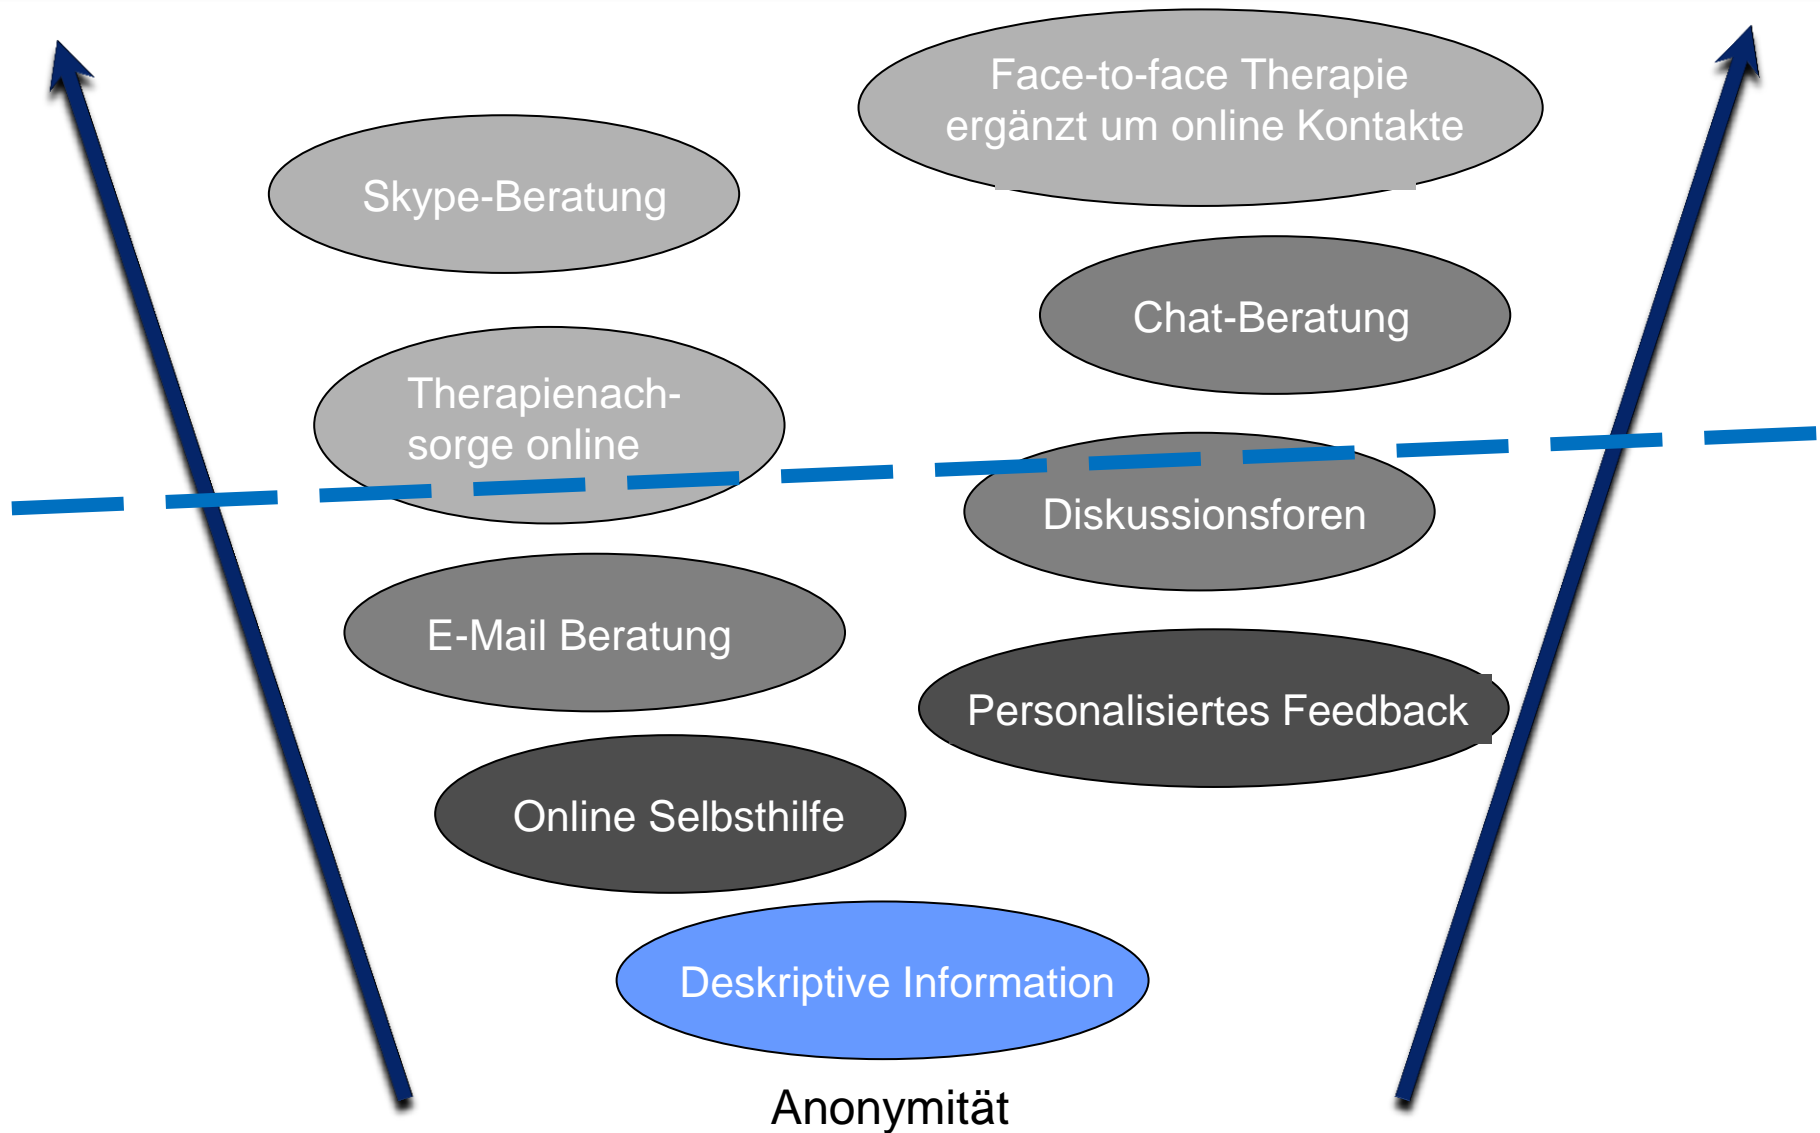 Face-to-face Therapie
ergänzt um online Kontakte
Skype-Beratung
Chat-Beratung
Therapienach-
sorge online
Diskussionsforen
E-Mail Beratung
Personalisiertes Feedback
Online Selbsthilfe
Deskriptive Information
Anonymität